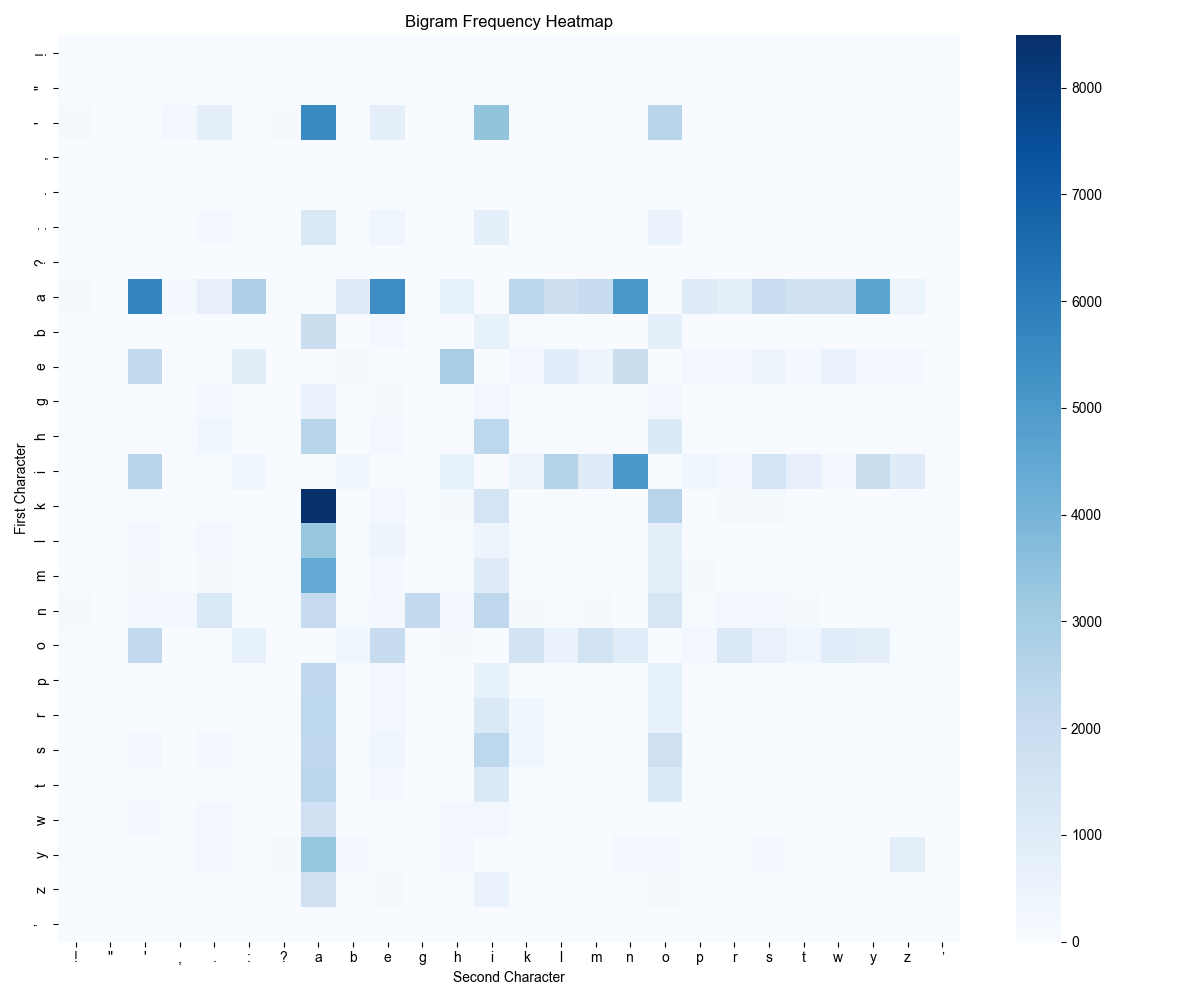 Bigram Frequency Heatmap
First Character
! " ' , . : ? a b e g h i k l m n o p r s t w y z ’
8000
7000
6000
5000
4000
3000
2000
1000
0
! " ' , . : ? a b e g h i k l m n o p r s t w y z ’
Second Character